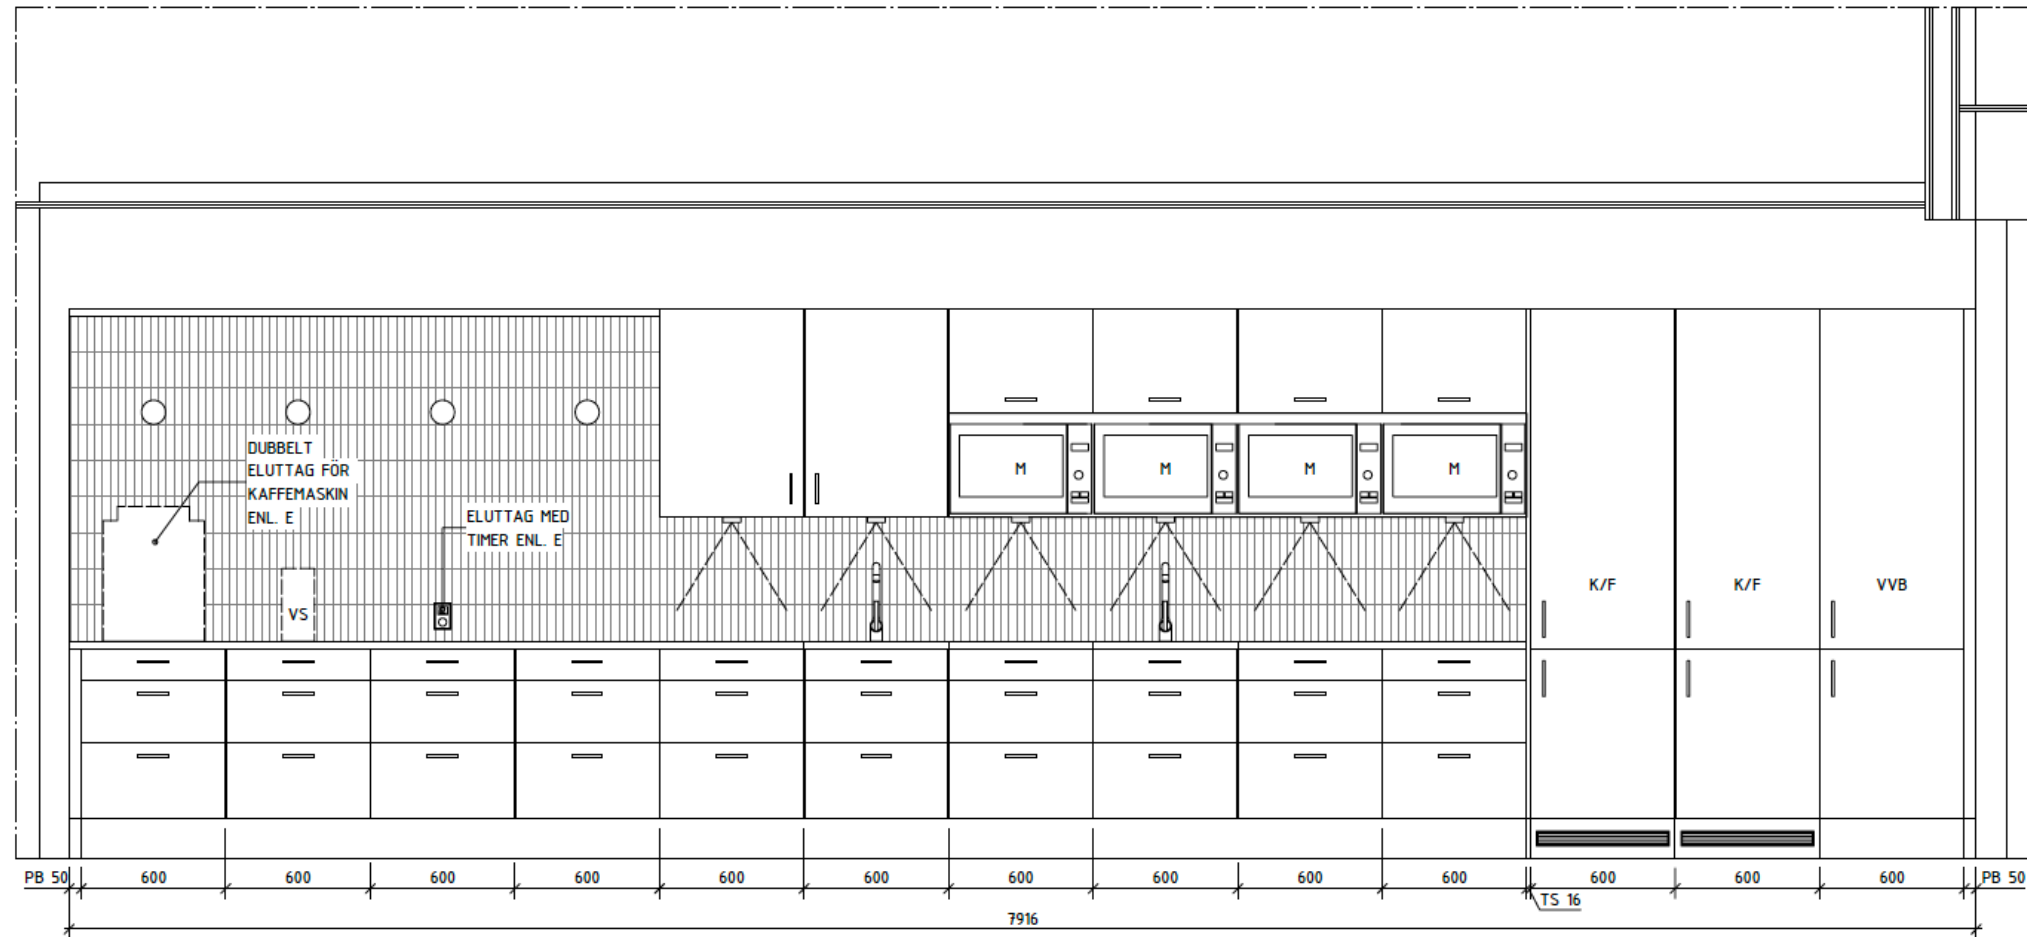 DUBBELT
ELUTTAG FÖR
KAFFEMASKIN
ENL. E
ELUTTAG MED
TIMER ENL. E
M M M M
VS
K/F K/F VVB
PB 50 600 600 600 600 600 600 600 600 600 600 600 600 600 PB 50
TS 16
7916